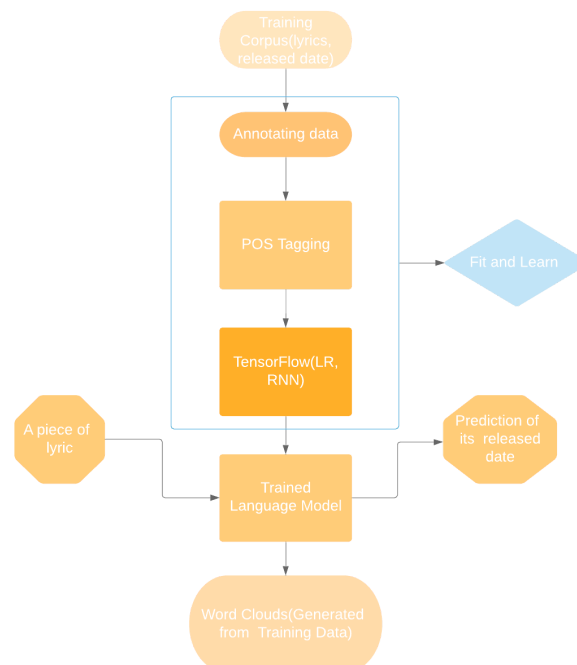 Training
Corpus(lyrics,
released date)
Annotating data
POS Tagging
Fit and Learn
TensorFlow(LR,
RNN)
A piece of
lyric
Prediction of
its  released
date
Trained
Language Model
Word Clouds(Generated
from  Training Data)